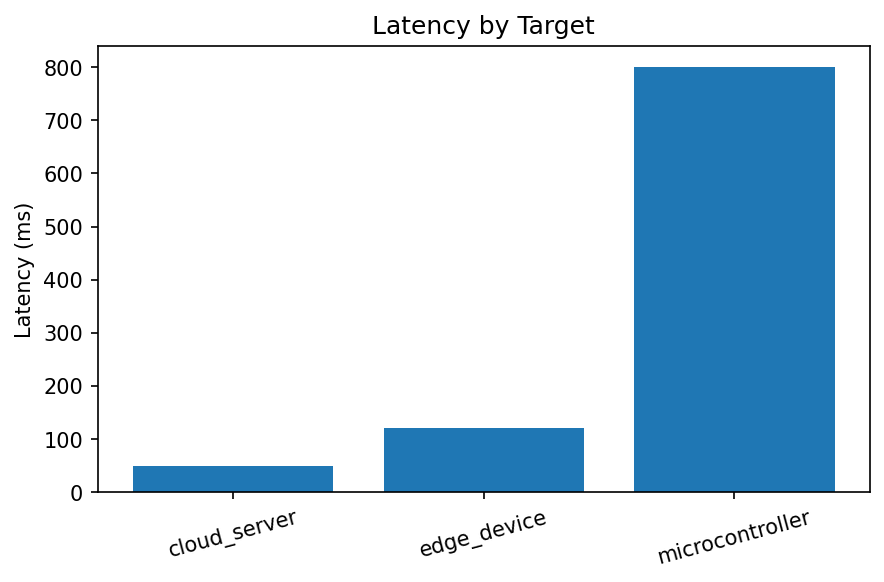 Latency by Target
Latency (ms)
800
700
600
500
400
300
200
100
0
cloud_server
edge_device
microcontroller